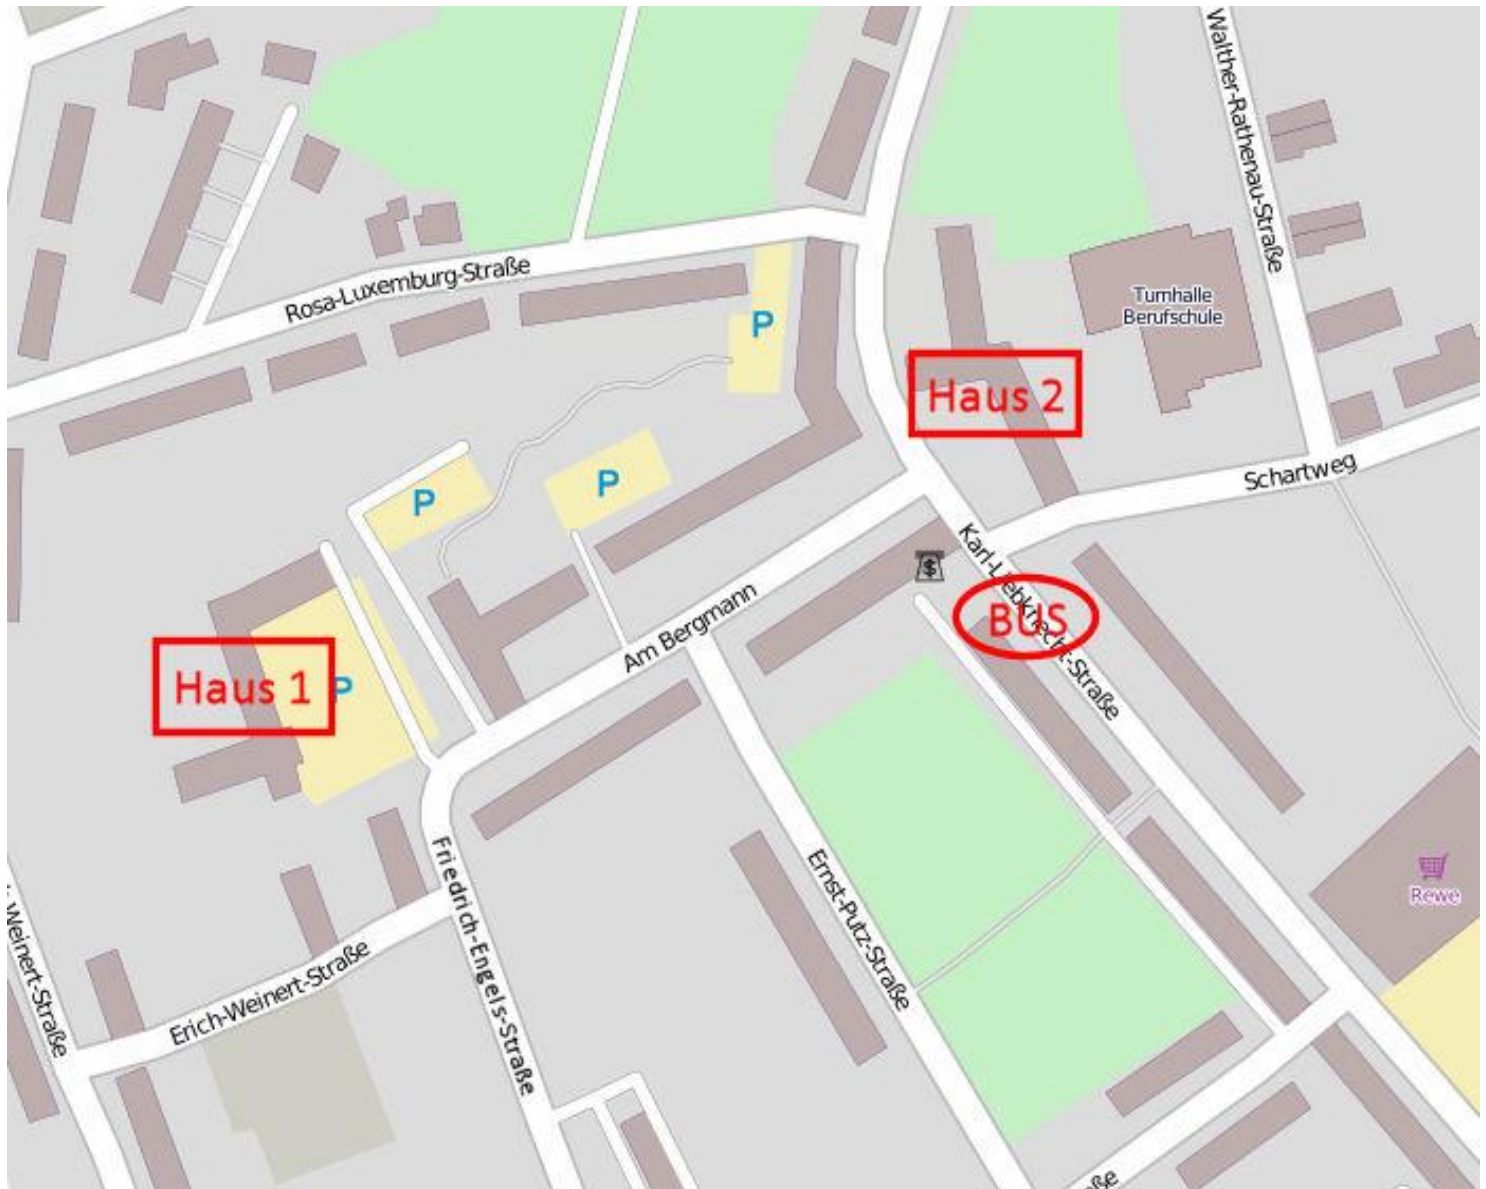 Walther-Rathenau-Straße
Rosa-Luxemburg-Straße
Turnhalle
Berufschule
P
Haus 2
Schartweg
P
P
Karl-Liebknecht-Straße
$
BUS
Am Bergmann
Haus 1
P
Friedrich-Engels-Straße
Ernst-Putz-Straße
Rewe
Weinert-Straße
Erich-Weinert-Straße
ße